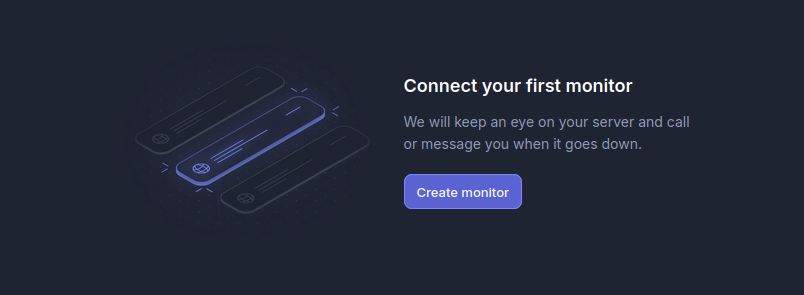 Connect your first monitor
We will keep an eye on your server and call
or message you when it goes down.
Create monitor